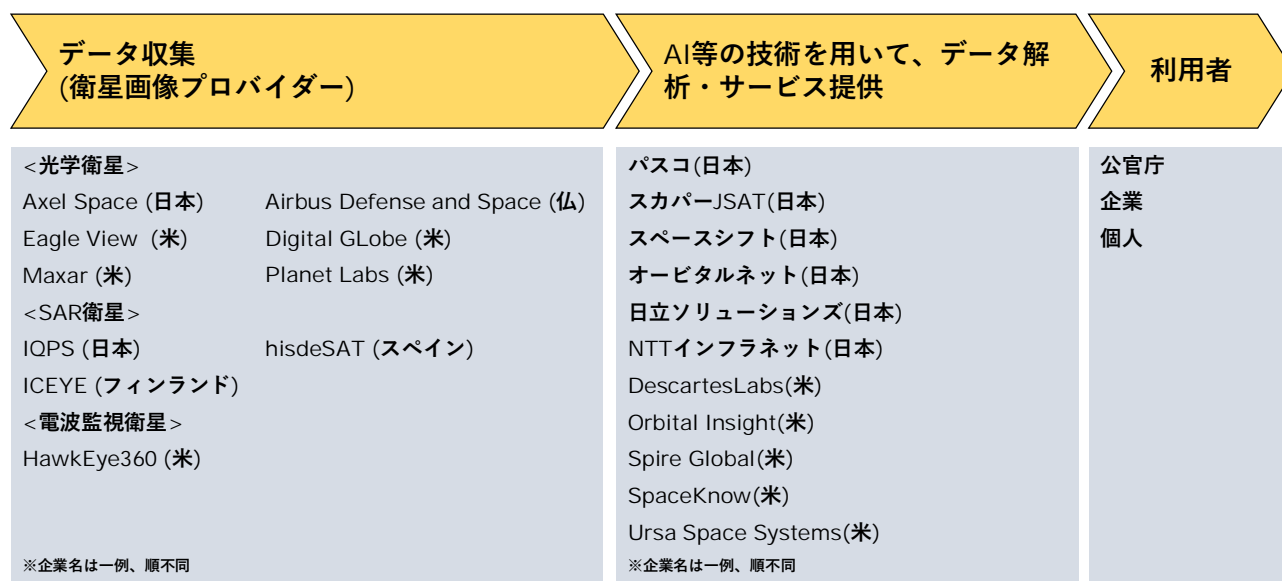 データ収集
(衛星画像プロバイダー)
AI等の技術を用いて、データ解
析・サービス提供
利用者
<光学衛星>
Axel Space (日本) Airbus Defense and Space (仏)
Eagle View (米) Digital GLobe (米)
Maxar (米) Planet Labs (米)
<SAR衛星>
IQPS (日本) hisdeSAT (スペイン)
ICEYE (フィンランド)
<電波監視衛星>
HawkEye360 (米)
※企業名は一例、順不同
パスコ(日本)
スカパーJSAT(日本)
スペースシフト(日本)
オービタルネット(日本)
日立ソリューションズ(日本)
NTTインフラネット(日本)
DescartesLabs(米)
Orbital Insight(米)
Spire Global(米)
SpaceKnow(米)
Ursa Space Systems(米)
※企業名は一例、順不同
公官庁
企業
個人